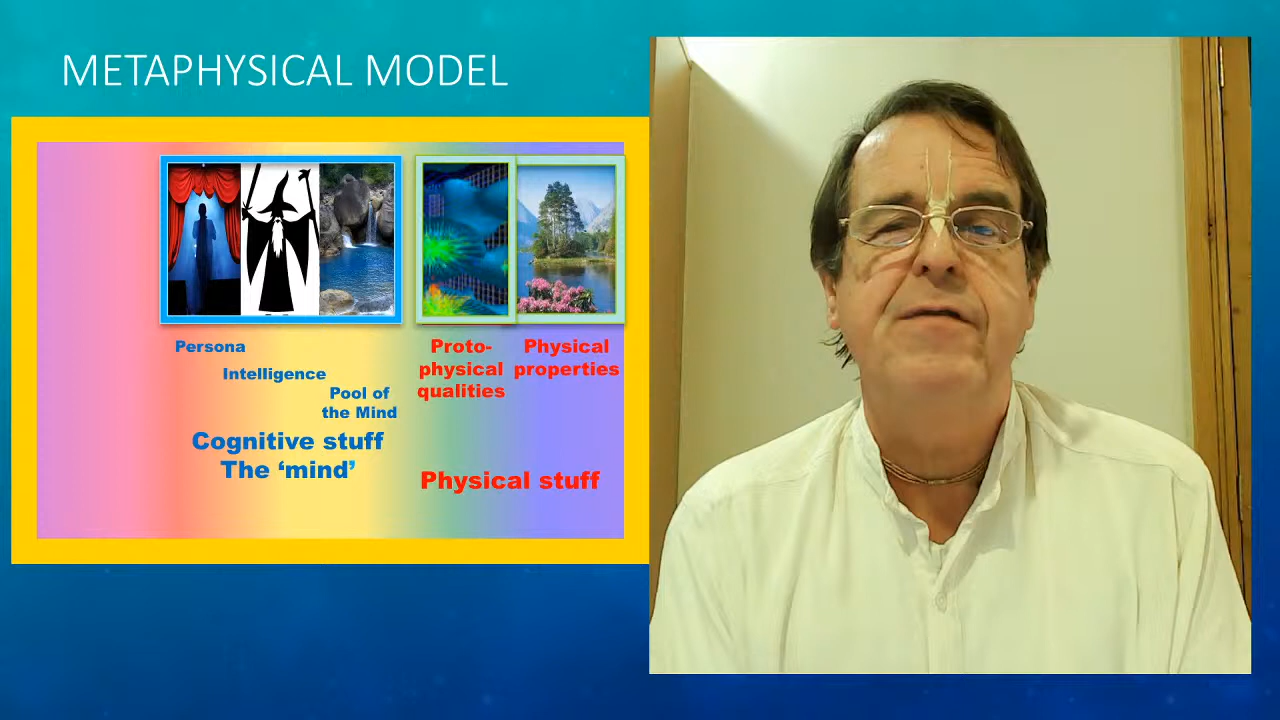 METAPHYSICAL MODEL
Persona
Intelligence
Pool of
the Mind
Cognitive stuff
The ‘mind’
Proto-
physical
qualities
Physical
properties
Physical stuff